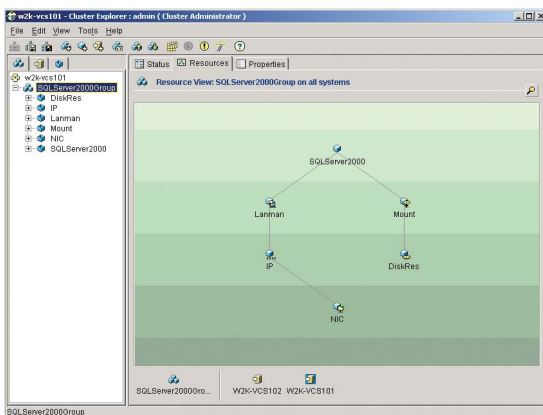 w2k-vcs101 - Cluster Explorer : admin ( Cluster Administrator )
File Edit View Tools Help
w2k-vcs101
SQLServer2000Group
DiskRes
IP
Lanman
Mount
NIC
SQLServer2000
Status Resources Properties
Resource View: SQLServer2000Group on all systems
SQLServer2000
Lanman Mount
IP DiskRes
NIC
SQLServer2000Gro... W2K-VCS102 W2K-VCS101
SQLServer2000Group